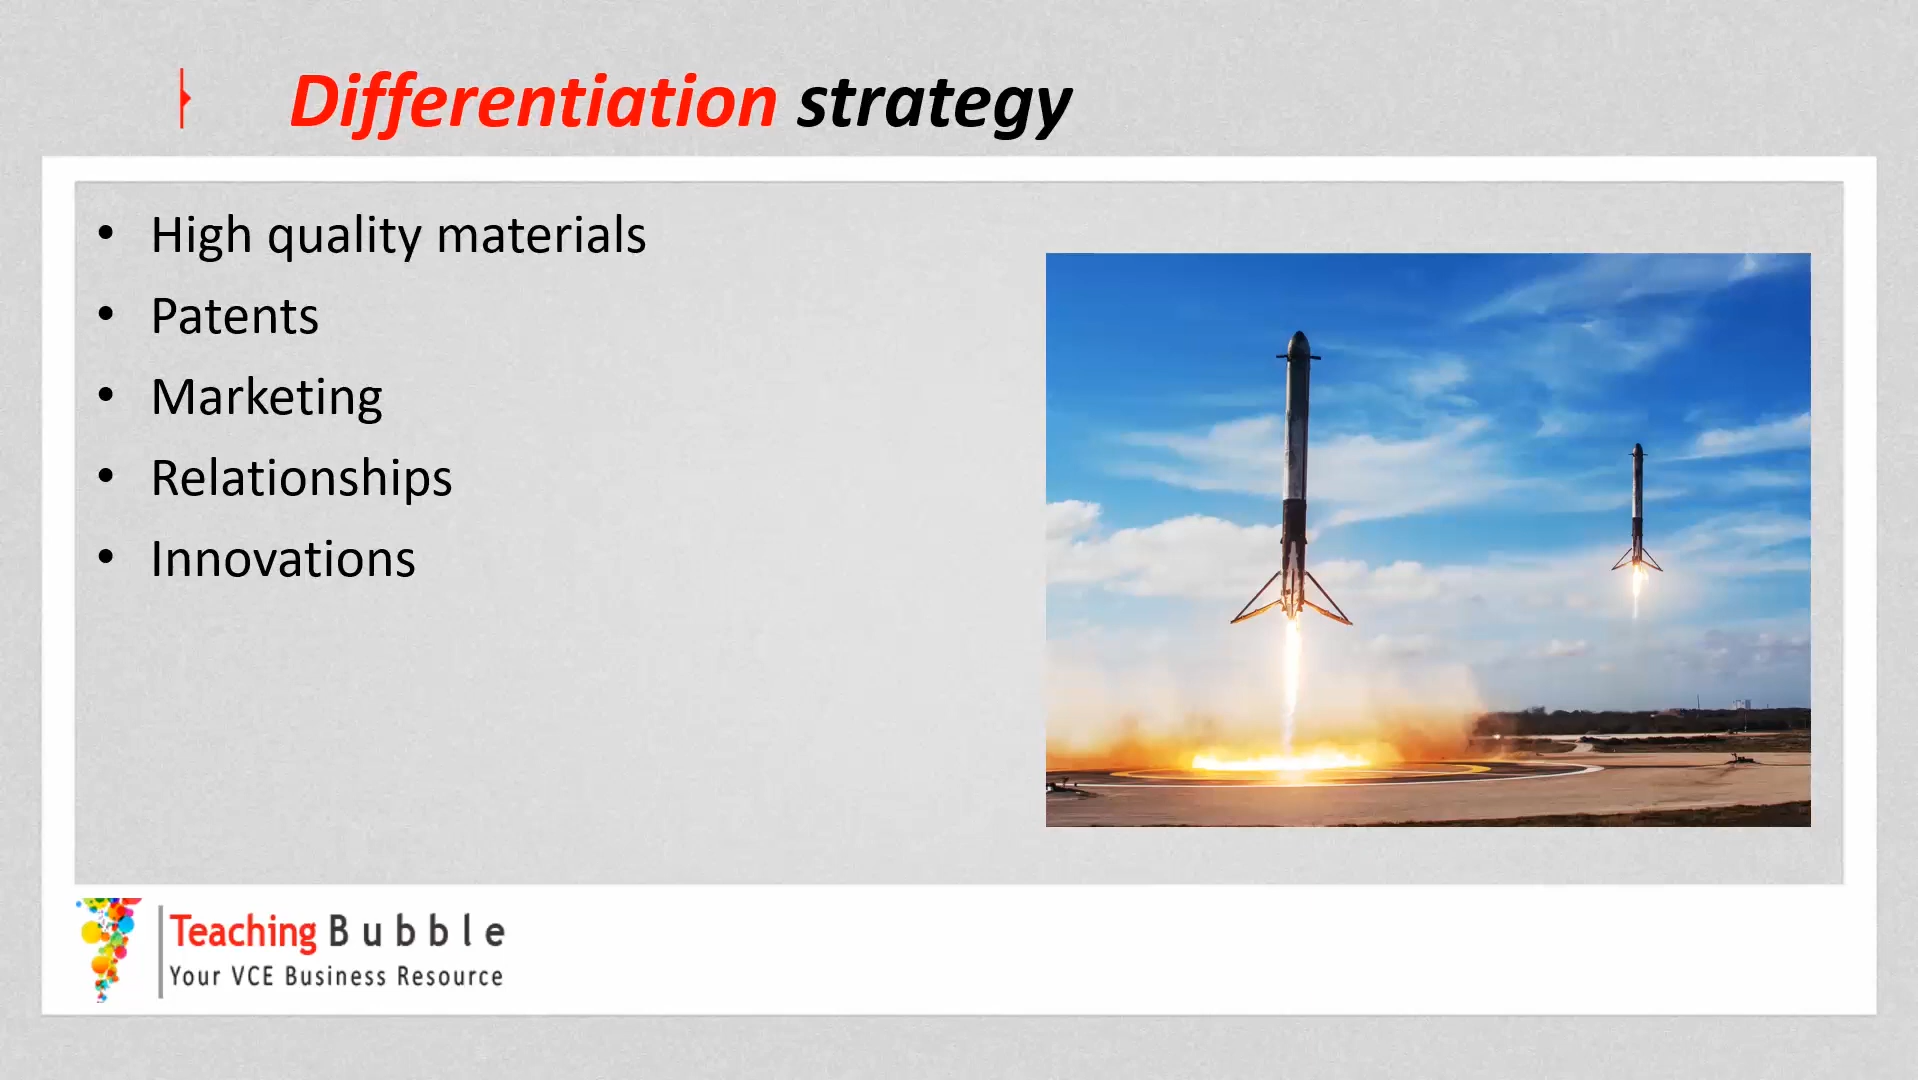 Differentiation strategy
• High quality materials
• Patents
• Marketing
• Relationships
• Innovations
Teaching Bubble
Your VCE Business Resource